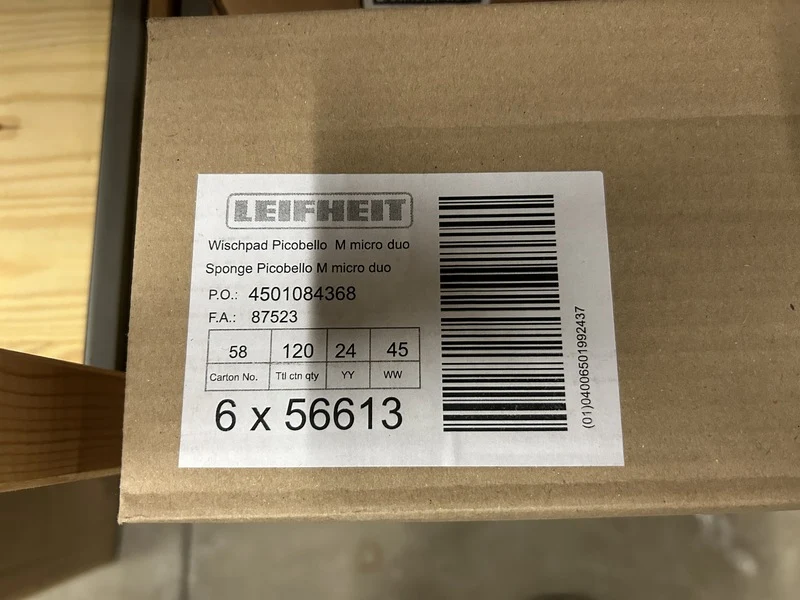 LEIFHEIT
Wischpad Picobello M micro duo
Sponge Picobello M micro duo
P.O.: 4501084368
F.A.: 87523
58 120 24 45
Carton No. Ttl ctn qty YY WW
6 x 56613
(01)04006501992437